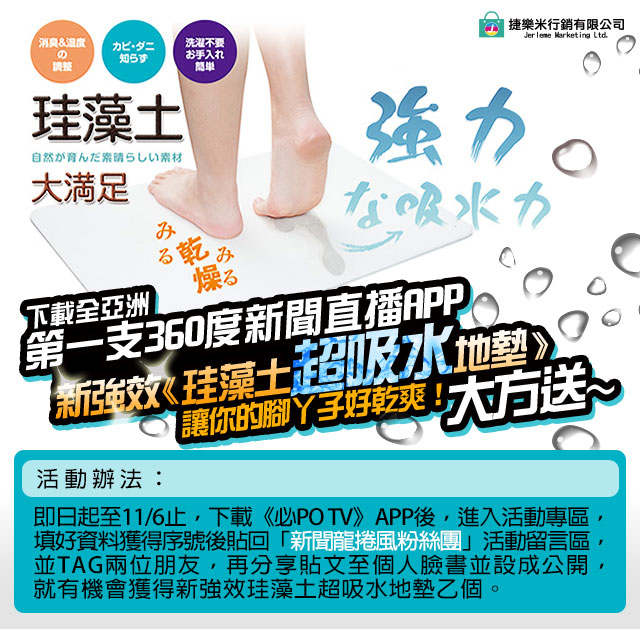 捷樂米行銷有限公司
Jerleme Marketing Ltd.
消臭&湿度
の
調整
カビ・ダニ
知らず
洗濯不要
お手入れ
簡単
珪藻土
自然が育んだ素晴らしい素材
大満足
強力
な吸水力
みるみる
乾燥
下載全亞洲
第一支360度新聞直播APP
新強效《珪藻土超吸水地墊》
讓你的腳丫子好乾爽！大方送~
活動辦法：
即日起至11/6止，下載《必PO TV》APP後，進入活動專區，
填好資料獲得序號後貼回「新聞龍捲風粉絲團」活動留言區，
並TAG兩位朋友，再分享貼文至個人臉書並設成公開，
就有機會獲得新強效珪藻土超吸水地墊乙個。